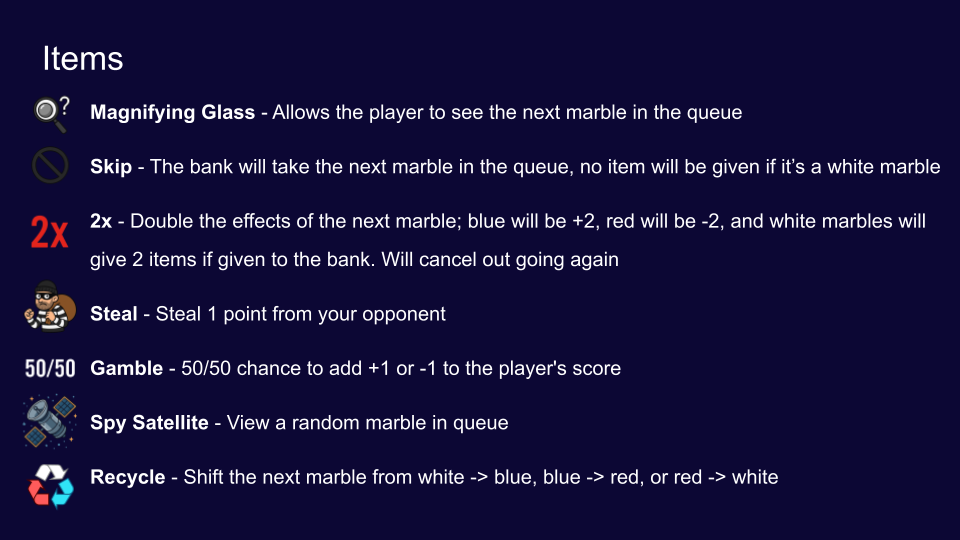 Items
? Magnifying Glass - Allows the player to see the next marble in the queue
Skip - The bank will take the next marble in the queue, no item will be given if it’s a white marble
2x 2x - Double the effects of the next marble; blue will be +2, red will be -2, and white marbles will
give 2 items if given to the bank. Will cancel out going again
Steal - Steal 1 point from your opponent
50/50 Gamble - 50/50 chance to add +1 or -1 to the player's score
Spy Satellite - View a random marble in queue
Recycle - Shift the next marble from white -> blue, blue -> red, or red -> white